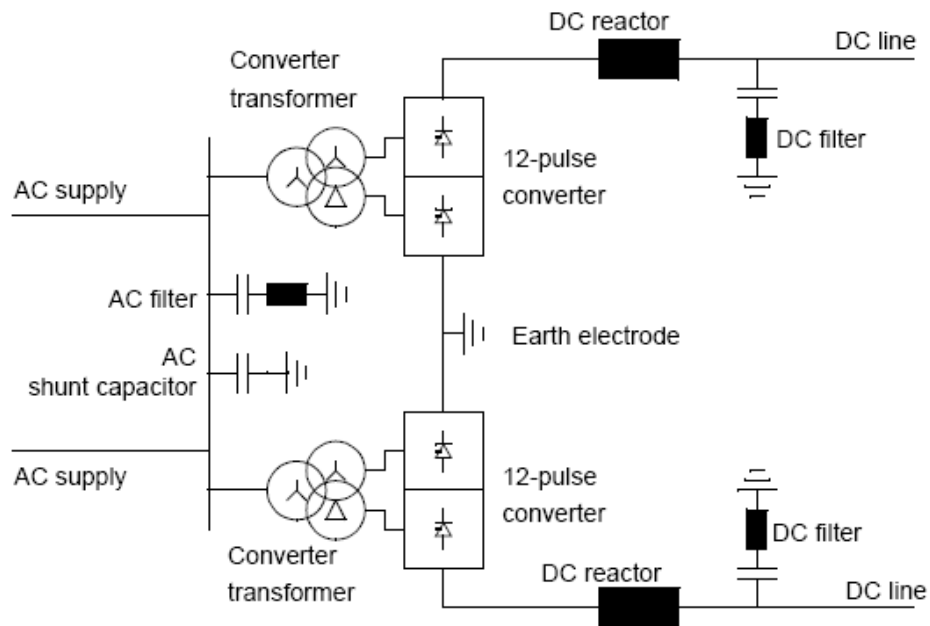 DC reactor
DC line
Converter
transformer
DC filter
12-pulse
converter
AC supply
AC filter
Earth electrode
AC
shunt capacitor
AC supply
12-pulse
converter
DC filter
Converter
transformer
DC reactor
DC line